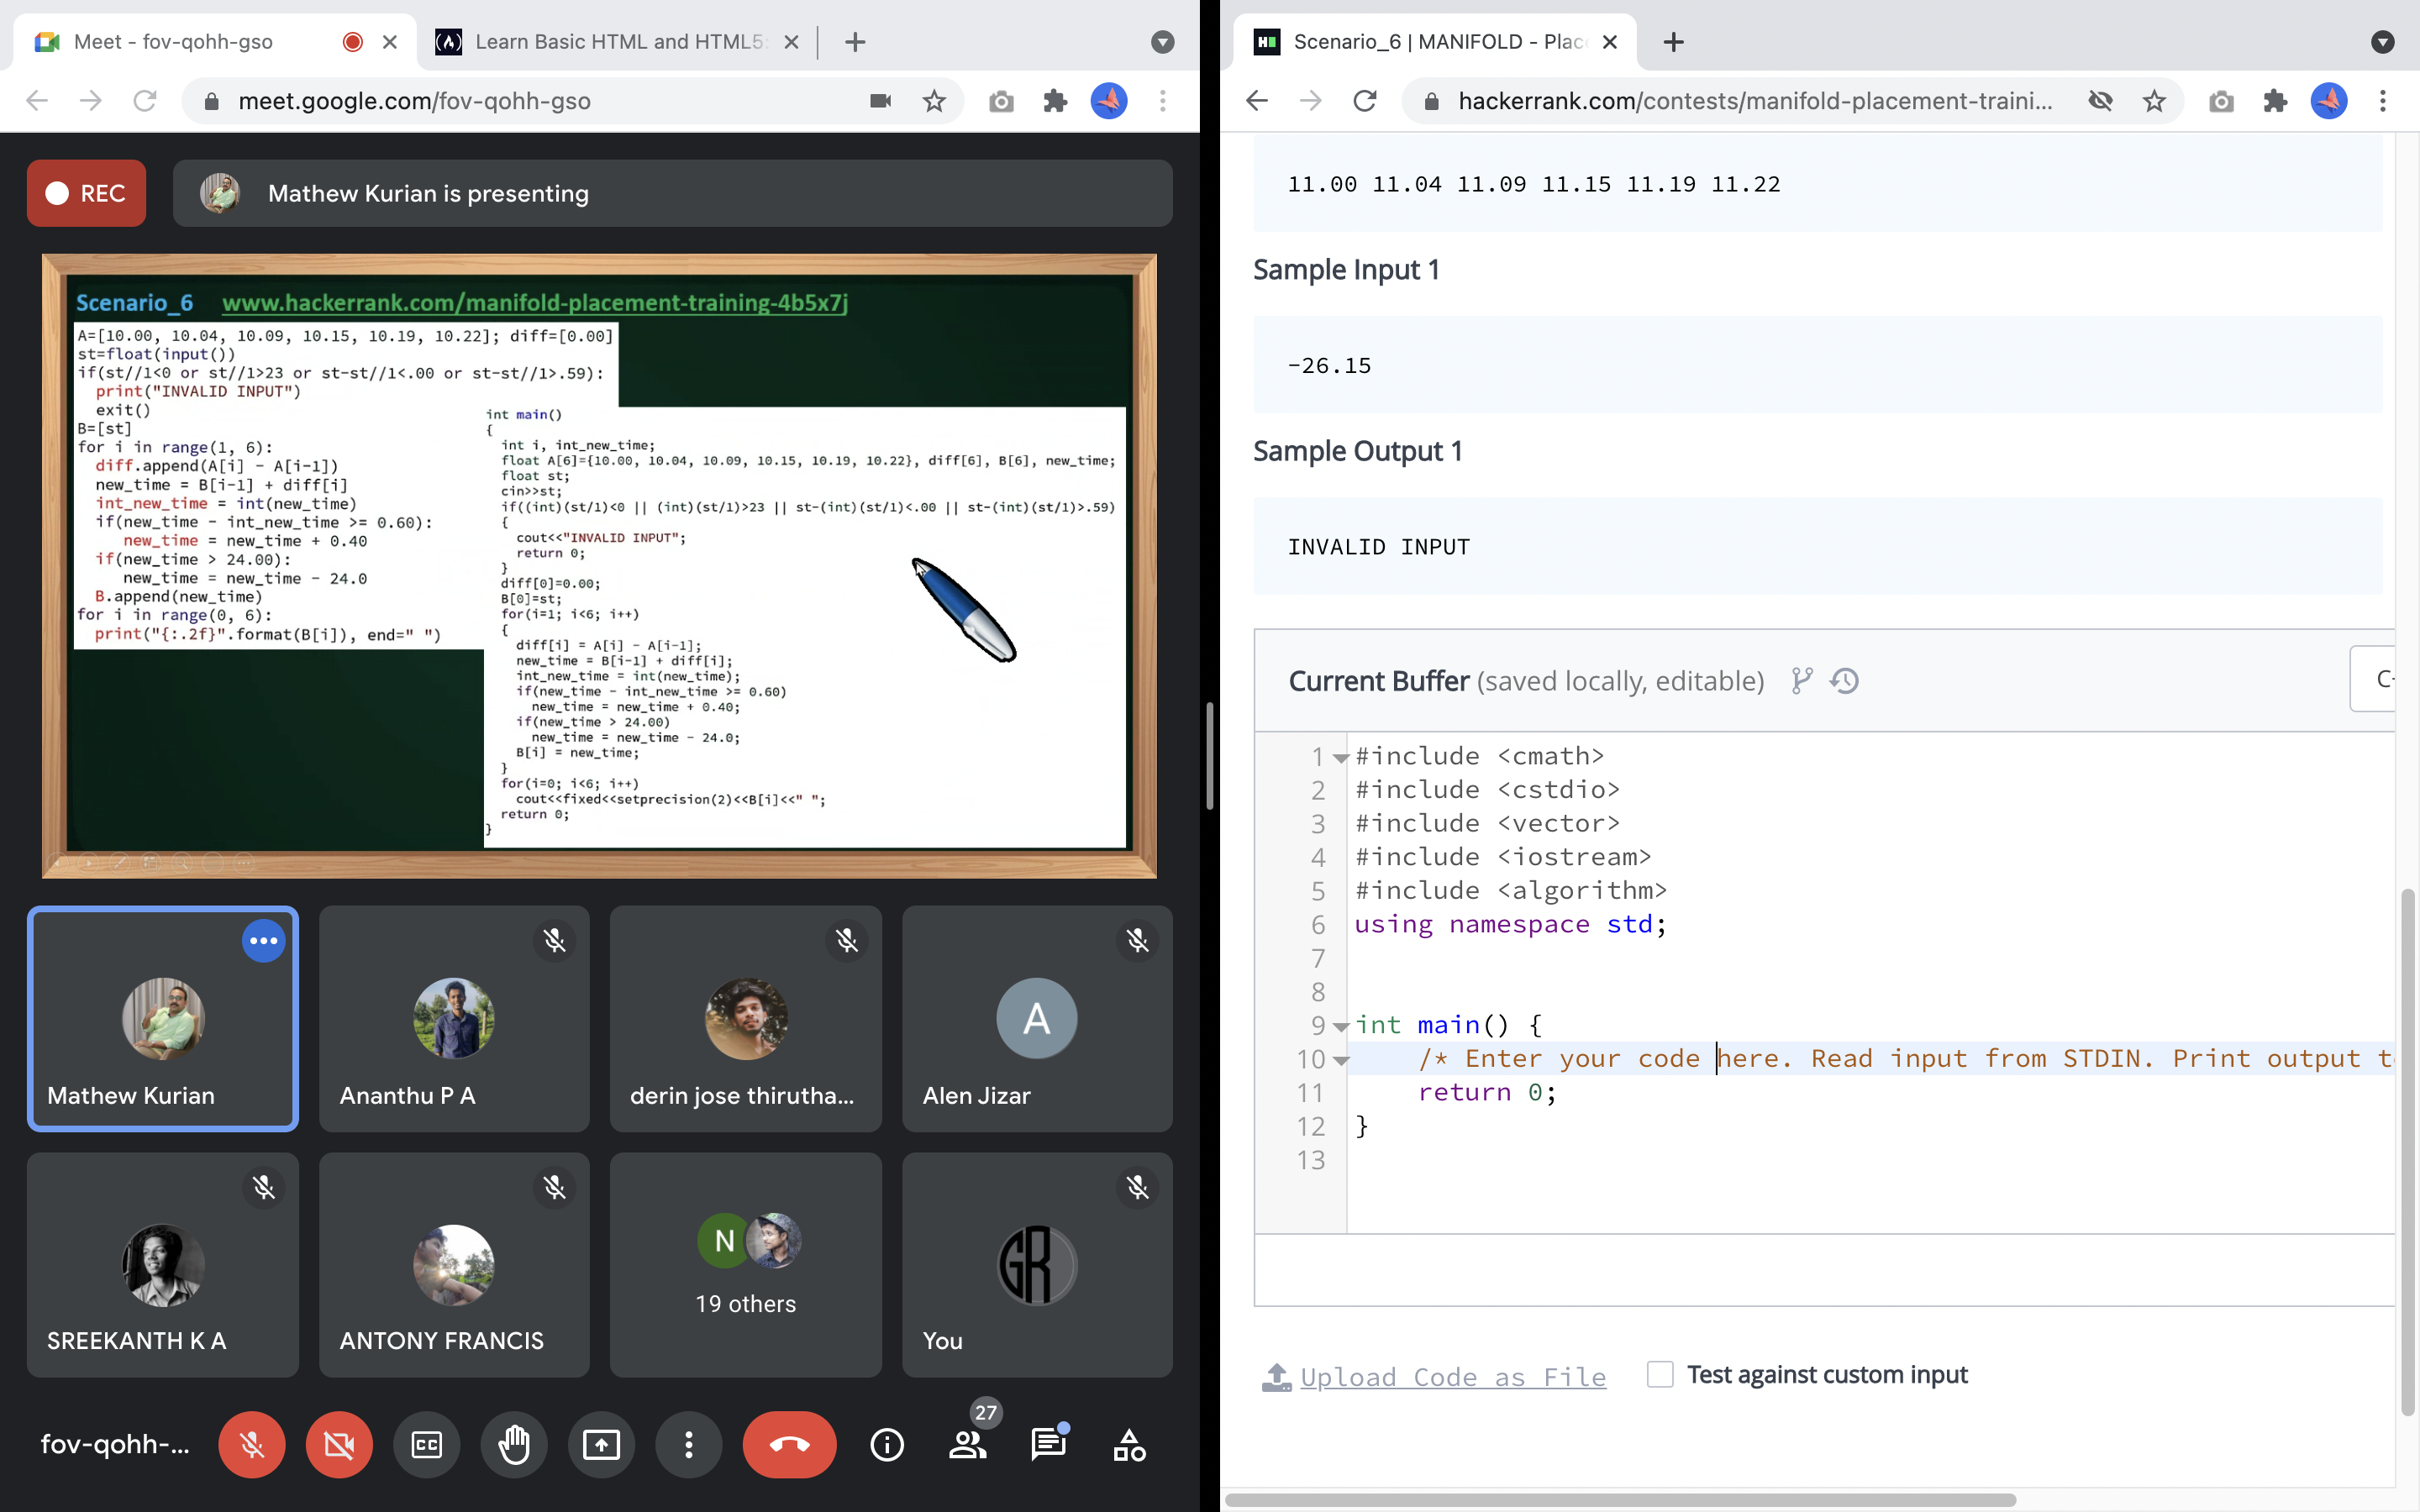 Meet - fov-qohh-gso
Learn Basic HTML and HTML5:
meet.google.com/fov-qohh-gso
REC
Mathew Kurian is presenting
Scenario_6 www.hackerrank.com/manifold-placement-training-4b5x7j
A=[10.00, 10.04, 10.09, 10.15, 10.19, 10.22]; diff=[0.00]
st=float(input())
if(st//1<0 or st//1>23 or st-st//1<.00 or st-st//1>.59):
print("INVALID INPUT")
exit()
B=[st]
for i in range(1, 6):
diff.append(A[i] - A[i-1])
new_time = B[i-1] + diff[i]
int_new_time = int(new_time)
if(new_time - int_new_time >= 0.60):
new_time = new_time + 0.40
if(new_time > 24.00):
new_time = new_time - 24.0
B.append(new_time)
for i in range(0, 6):
print("{:.2f}".format(B[i]), end=" ")
int main()
{
int i, int_new_time;
float A[6]={10.00, 10.04, 10.09, 10.15, 10.19, 10.22}, diff[6], B[6], new_time;
float st;
cin>>st;
if((int)(st/1)<0 || (int)(st/1)>23 || st-(int)(st/1)<.00 || st-(int)(st/1)>.59)
{
cout<<"INVALID INPUT";
return 0;
}
diff[0]=0.00;
B[0]=st;
for(i=1; i<6; i++)
{
diff[i] = A[i] - A[i-1];
new_time = B[i-1] + diff[i];
int_new_time = int(new_time);
if(new_time - int_new_time >= 0.60)
new_time = new_time + 0.40;
if(new_time > 24.00)
new_time = new_time - 24.0;
B[i] = new_time;
}
for(i=0; i<6; i++)
cout<<fixed<<setprecision(2)<<B[i]<<" ";
return 0;
}
Mathew Kurian
Ananthu P A
derin jose thirutha...
A
Alen Jizar
SREEKANTH K A
ANTONY FRANCIS
N
19 others
GR
You
fov-qohh-...
CC
27
Scenario_6 | MANIFOLD - Plac
hackerrank.com/contests/manifold-placement-traini...
11.00 11.04 11.09 11.15 11.19 11.22
Sample Input 1
-26.15
Sample Output 1
INVALID INPUT
Current Buffer (saved locally, editable)
C
1 #include <cmath>
2 #include <cstdio>
3 #include <vector>
4 #include <iostream>
5 #include <algorithm>
6 using namespace std;
7
8
9 int main() {
10 /* Enter your code here. Read input from STDIN. Print output t
11 return 0;
12 }
13
Upload Code as File
Test against custom input